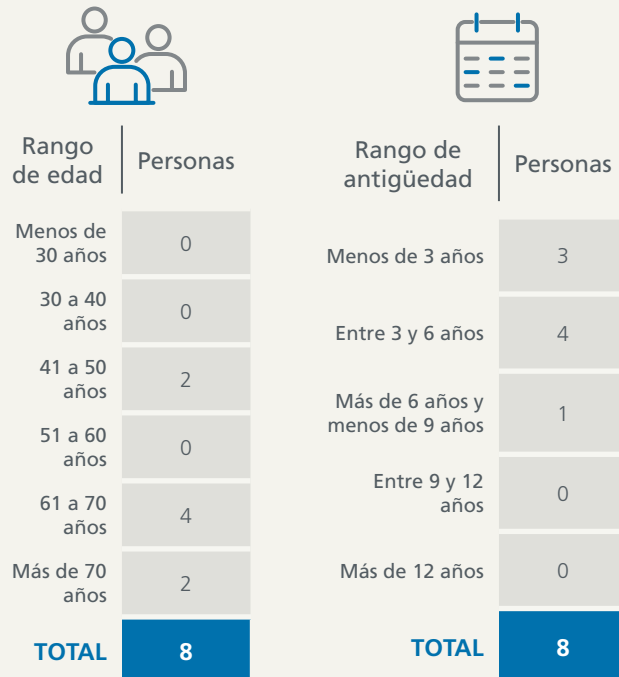 Rango
de edad
Personas
Menos de
30 años
0
30 a 40
años
0
41 a 50
años
2
51 a 60
años
0
61 a 70
años
4
Más de 70
años
2
TOTAL
8
Rango de
antigüedad
Personas
Menos de 3 años
3
Entre 3 y 6 años
4
Más de 6 años y
menos de 9 años
1
Entre 9 y 12
años
0
Más de 12 años
0
TOTAL
8